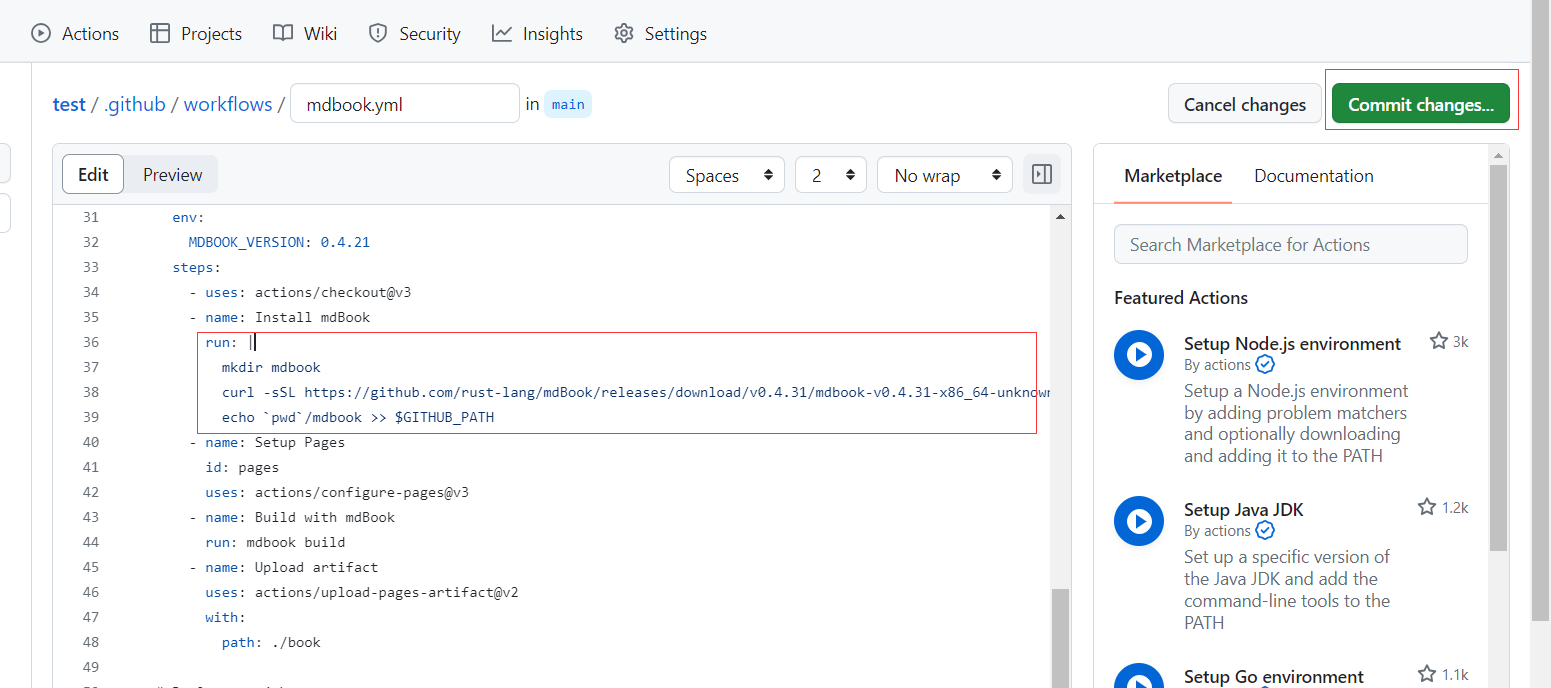 Actions Projects Wiki Security Insights Settings
test / .github / workflows / mdbook.yml in main
Cancel changes Commit changes...
Edit Preview Spaces 2 No wrap
31 env:
32 MDBOOK_VERSION: 0.4.21
33 steps:
34 - uses: actions/checkout@v3
35 - name: Install mdBook
36 run: |
37 mkdir mdbook
38 curl -sSL https://github.com/rust-lang/mdBook/releases/download/v0.4.31/mdbook-v0.4.31-x86_64-unknown
39 echo `pwd`/mdbook >> $GITHUB_PATH
40 - name: Setup Pages
41 id: pages
42 uses: actions/configure-pages@v3
43 - name: Build with mdBook
44 run: mdbook build
45 - name: Upload artifact
46 uses: actions/upload-pages-artifact@v2
47 with:
48 path: ./book
49
Marketplace Documentation
Search Marketplace for Actions
Featured Actions
Setup Node.js environment 3k
By actions
Setup a Node.js environment
by adding problem matchers
and optionally downloading
and adding it to the PATH
Setup Java JDK 1.2k
By actions
Set up a specific version of
the Java JDK and add the
command-line tools to the
PATH
Setup Go environment 1.1k